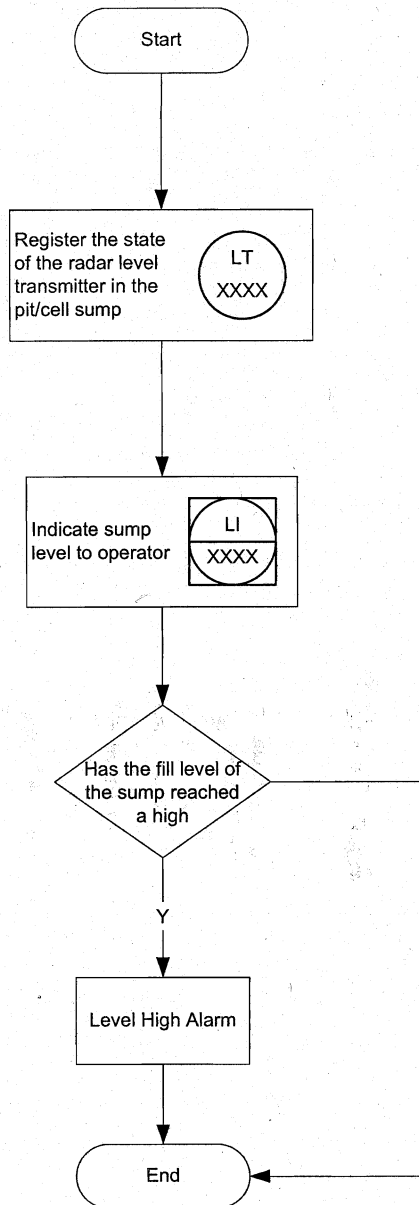 Start
Register the state
of the radar level
transmitter in the
pit/cell sump
LT
XXXX
Indicate sump
level to operator
LI
XXXX
Has the fill level of
the sump reached
a high
Y
Level High Alarm
End